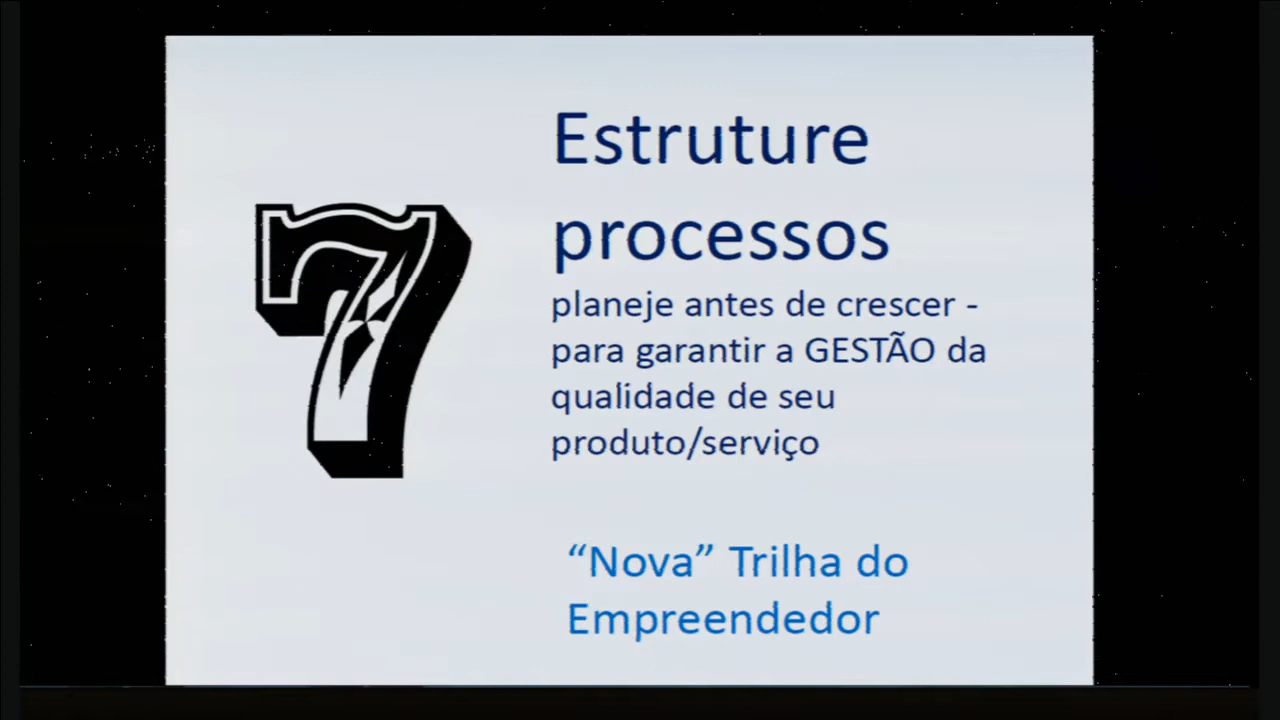 7
Estruture
processos
planeje antes de crescer -
para garantir a GESTÃO da
qualidade de seu
produto/serviço
“Nova” Trilha do
Empreendedor